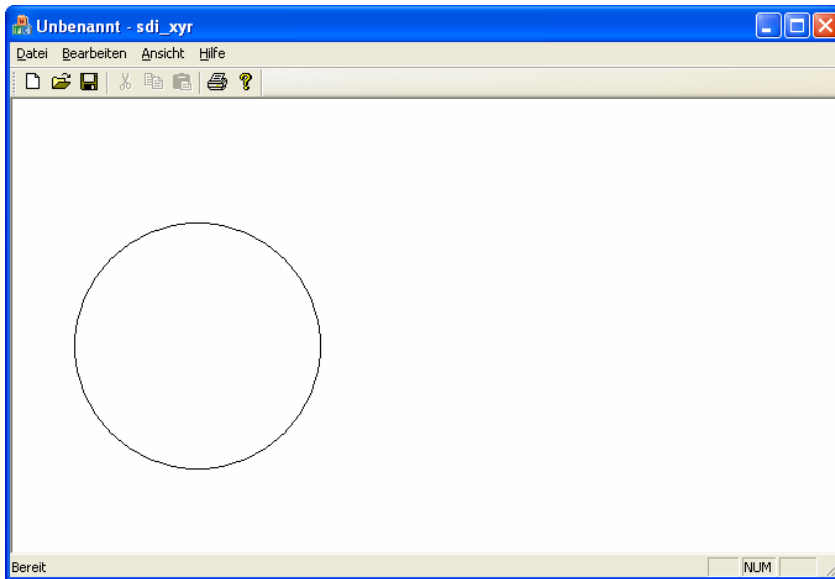 Unbenannt - sdi_xyr
Datei Bearbeiten Ansicht Hilfe
Bereit NUM